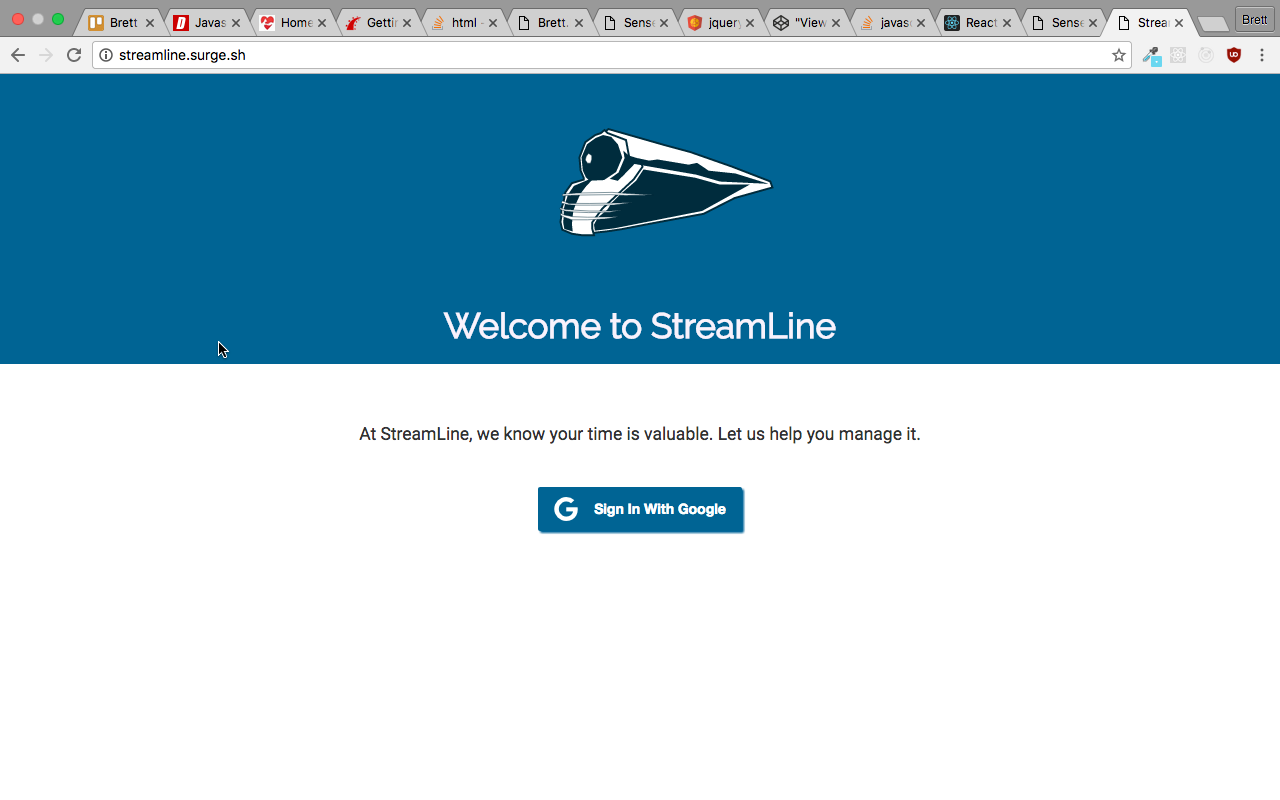 Brett
Javas
Home
Gettin
html -
Brett.
Sense
jquery
"View
javasc
React
Sense
Strea
Brett
streamline.surge.sh
Welcome to StreamLine
At StreamLine, we know your time is valuable. Let us help you manage it.
Sign In With Google